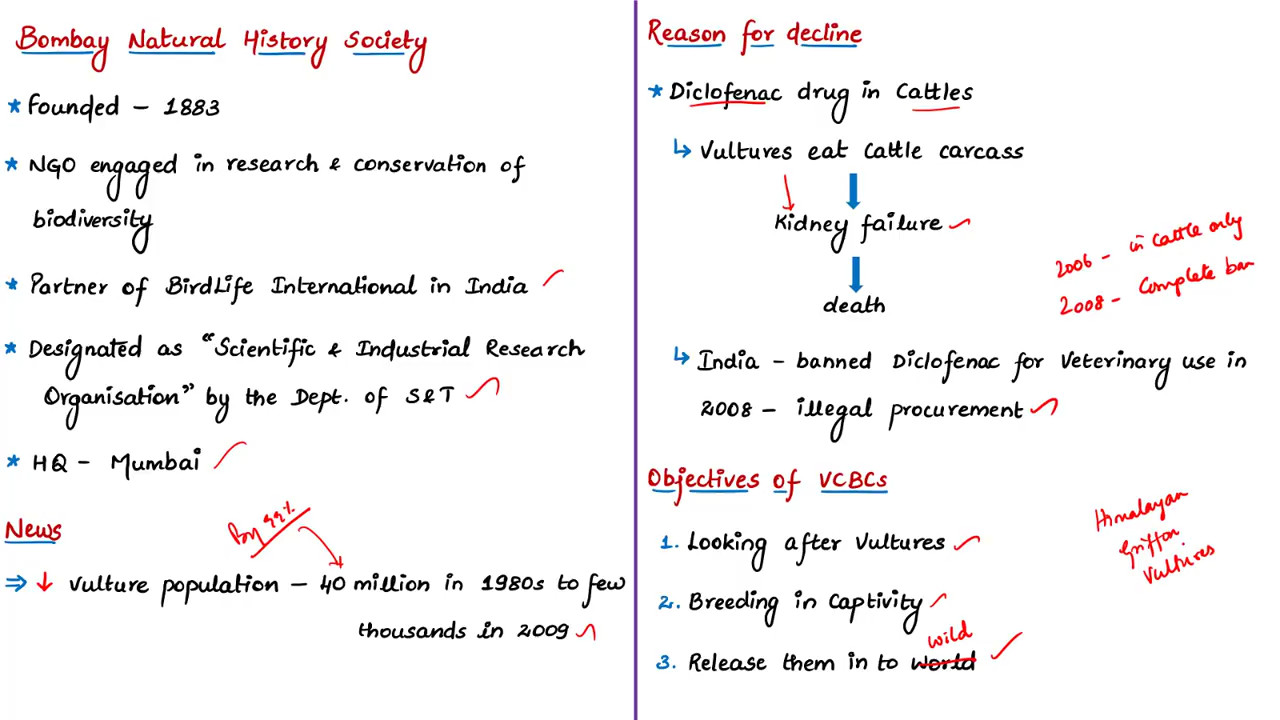 Bombay Natural History Society
* Founded – 1883
* NGO engaged in research & conservation of
biodiversity
* Partner of BirdLife International in India
* Designated as "Scientific & Industrial Research
Organisation" by the Dept. of S&T
* HQ – Mumbai
News
By 99%
⇒ ↓ Vulture population – 40 million in 1980s to few
thousands in 2009
Reason for decline
* Diclofenac drug in Cattles
↳ Vultures eat Cattle carcass
Kidney failure
death
2006 – in Cattle only
2008 – Complete ban
↳ India – banned Diclofenac for Veterinary use in
2008 – illegal procurement
Objectives of VCBCs
1. Looking after Vultures
2. Breeding in Captivity
wild
3. Release them in to world
Himalayan
Griffon
Vultures